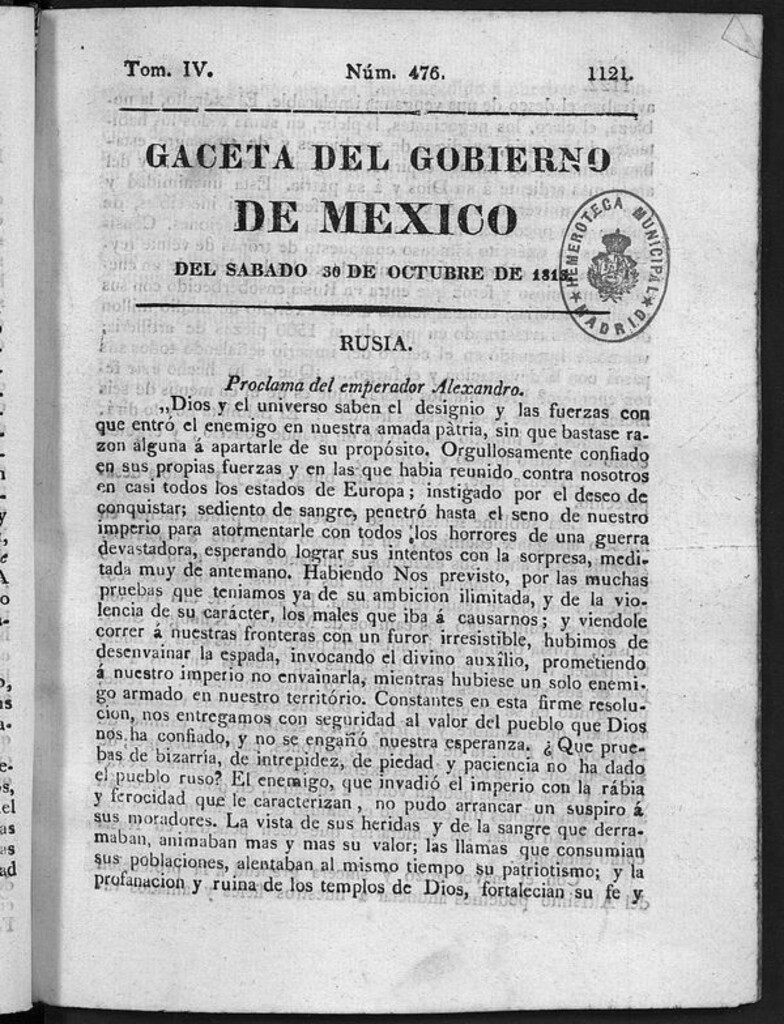 Tom. IV.
Núm. 476.
1121.
GACETA DEL GOBIERNO
DE MEXICO
DEL SABADO 30 DE OCTUBRE DE 1813.
HEMEROTECA MUNICIPAL
★ MADRID ★
RUSIA.
Proclama del emperador Alexandro.
„Dios y el universo saben el designio y las fuerzas con
que entró el enemigo en nuestra amada pàtria, sin que bastase ra-
zon alguna á apartarle de su propósito. Orgullosamente confiado
en sus propias fuerzas y en las que habia reunido contra nosotros
en casi todos los estados de Europa; instigado por el deseo de
conquistar; sediento de sangre, penetró hasta el seno de nuestro
imperio para atormentarle con todos los horrores de una guerra
devastadora, esperando lograr sus intentos con la sorpresa, medi-
tada muy de antemano. Habiendo Nos previsto, por las muchas
pruebas que teniamos ya de su ambicion ilimitada, y de la vio-
lencia de su carácter, los males que iba á causarnos; y viendole
correr á nuestras fronteras con un furor irresistible, hubimos de
desenvainar la espada, invocando el divino auxîlio, prometiendo
á nuestro imperio no envainarla, mientras hubiese un solo enemi-
go armado en nuestro território. Constantes en esta firme resolu-
cion, nos entregamos con seguridad al valor del pueblo que Dios
nos ha confiado, y no se engañó nuestra esperanza. ¿Que prue-
bas de bizarría, de intrepidez, de piedad y paciencia no ha dado
el pueblo ruso? El enemigo, que invadió el imperio con la rábia
y ferocidad que le caracterizan, no pudo arrancar un suspiro á
sus moradores. La vista de sus heridas y de la sangre que derra-
maban, animaban mas y mas su valor; las llamas que consumian
sus poblaciones, alentaban al mismo tiempo su patriotismo; y la
profanacion y ruina de los templos de Dios, fortalecian su fe y